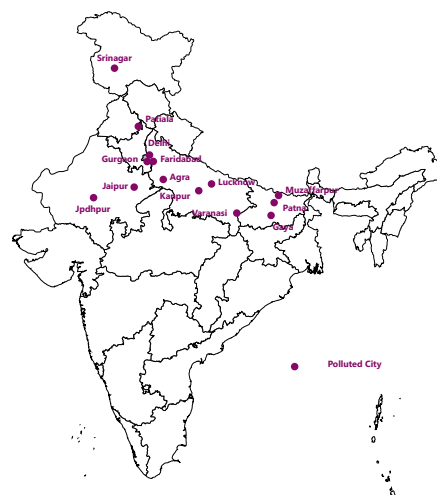 Srinagar
Patiala
Delhi
Gurgaon
Faridabad
Agra
Lucknow
Jaipur
Kanpur
Muzaffarpur
Jpdhpur
Patna
Varanasi
Gaya
Polluted City